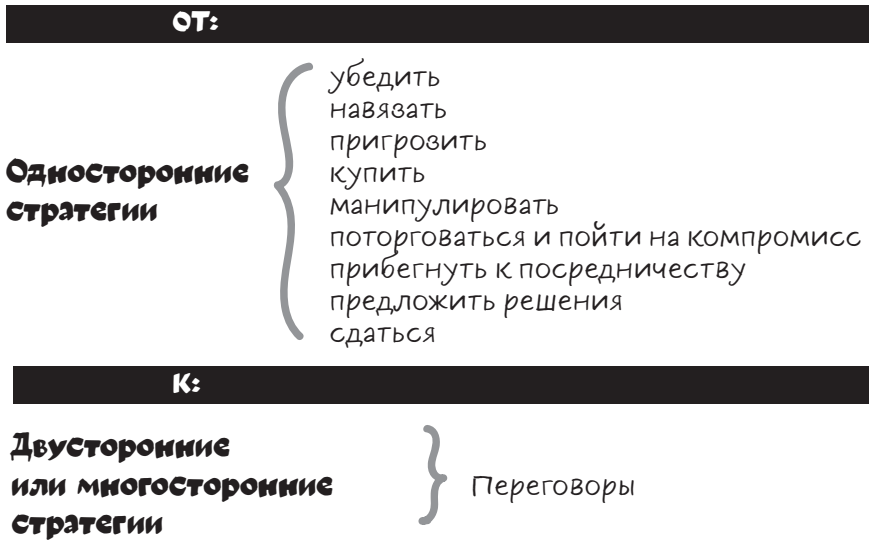 ОТ:
Односторонние
стратегии
убедить
навязать
пригрозить
купить
манипулировать
поторговаться и пойти на компромисс
прибегнуть к посредничеству
предложить решения
сдаться
К:
Двусторонние
или многосторонние
стратегии
Переговоры